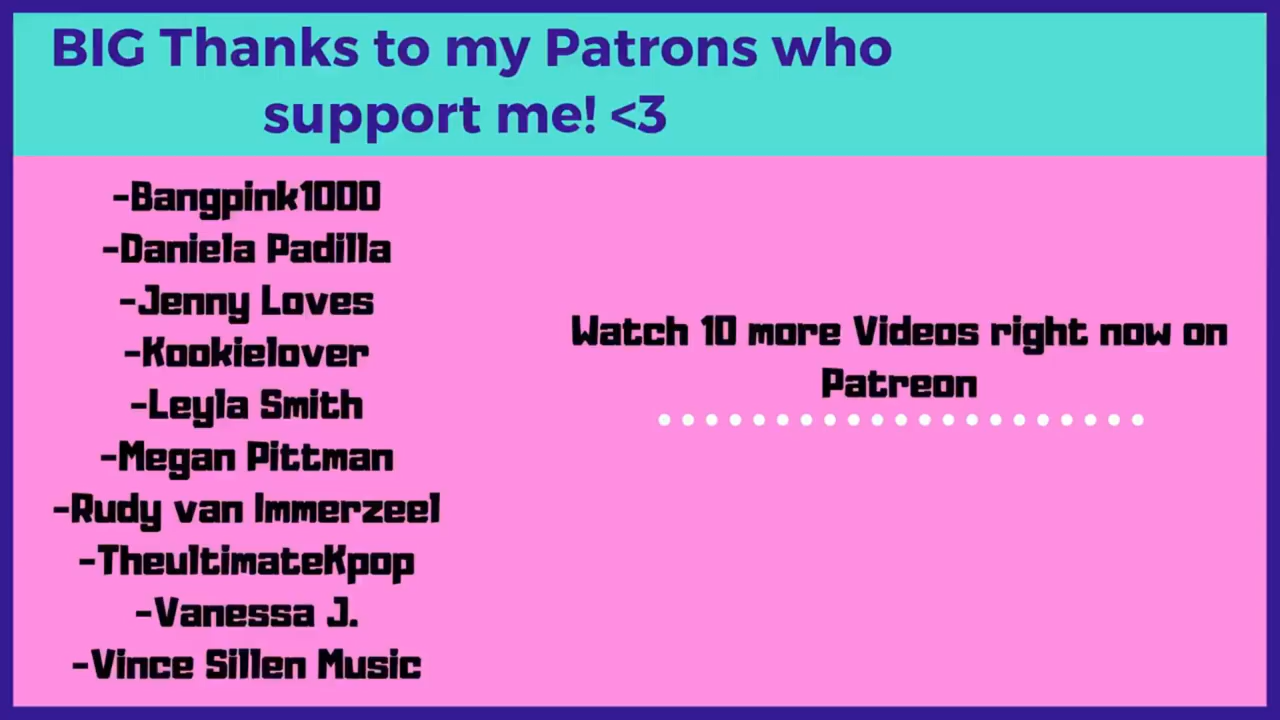 BIG Thanks to my Patrons who
support me! <3
-Bangpink1000
-Daniela Padilla
-Jenny Loves
-Kookielover
-Leyla Smith
-Megan Pittman
-Rudy van Immerzeel
-TheultimateKpop
-Vanessa J.
-Vince Sillen Music
Watch 10 more Videos right now on
Patreon